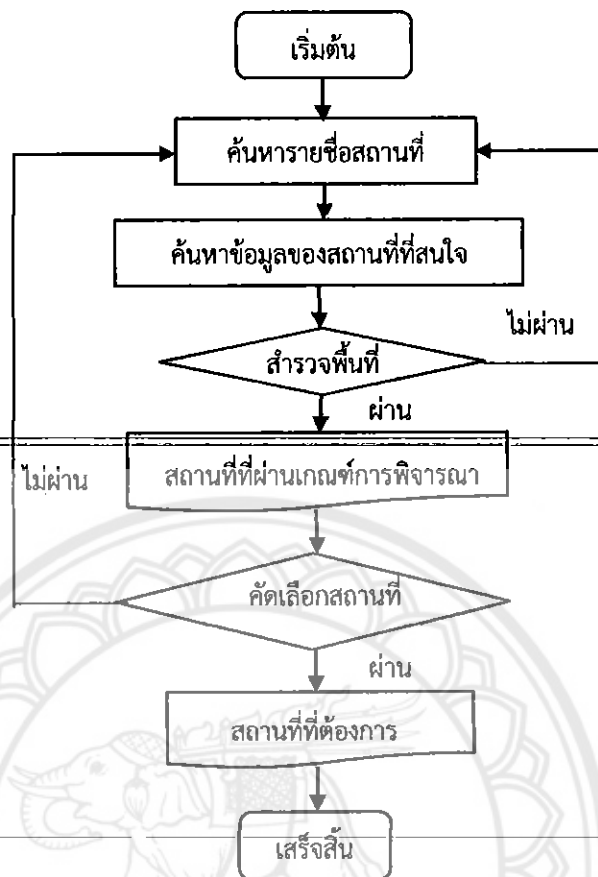 เริ่มต้น
ค้นหารายชื่อสถานที่
ค้นหาข้อมูลของสถานที่ที่สนใจ
ไม่ผ่าน
สำรวจพื้นที่
ผ่าน
ไม่ผ่าน
สถานที่ที่ผ่านเกณฑ์การพิจารณา
คัดเลือกสถานที่
ผ่าน
สถานที่ที่ต้องการ
เสร็จสิ้น